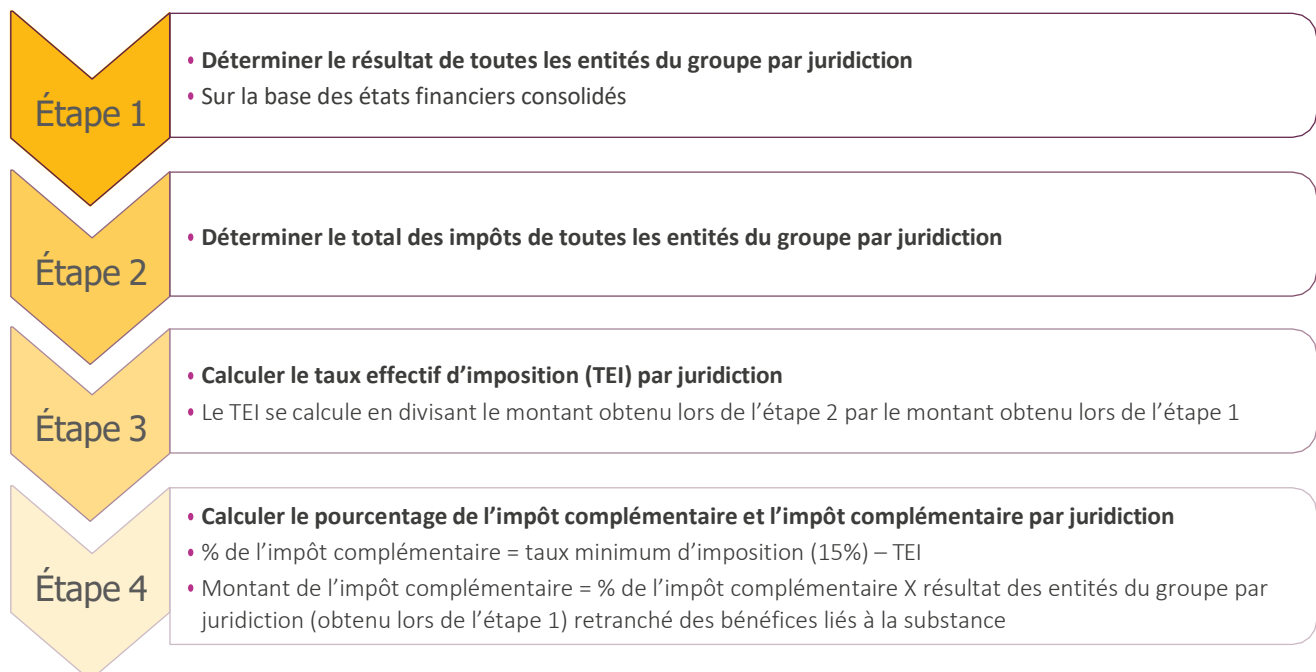 Étape 1
• Déterminer le résultat de toutes les entités du groupe par juridiction
• Sur la base des états financiers consolidés
Étape 2
• Déterminer le total des impôts de toutes les entités du groupe par juridiction
Étape 3
• Calculer le taux effectif d’imposition (TEI) par juridiction
• Le TEI se calcule en divisant le montant obtenu lors de l’étape 2 par le montant obtenu lors de l’étape 1
Étape 4
• Calculer le pourcentage de l’impôt complémentaire et l’impôt complémentaire par juridiction
• % de l’impôt complémentaire = taux minimum d’imposition (15%) – TEI
• Montant de l’impôt complémentaire = % de l’impôt complémentaire X résultat des entités du groupe par
juridiction (obtenu lors de l’étape 1) retranché des bénéfices liés à la substance